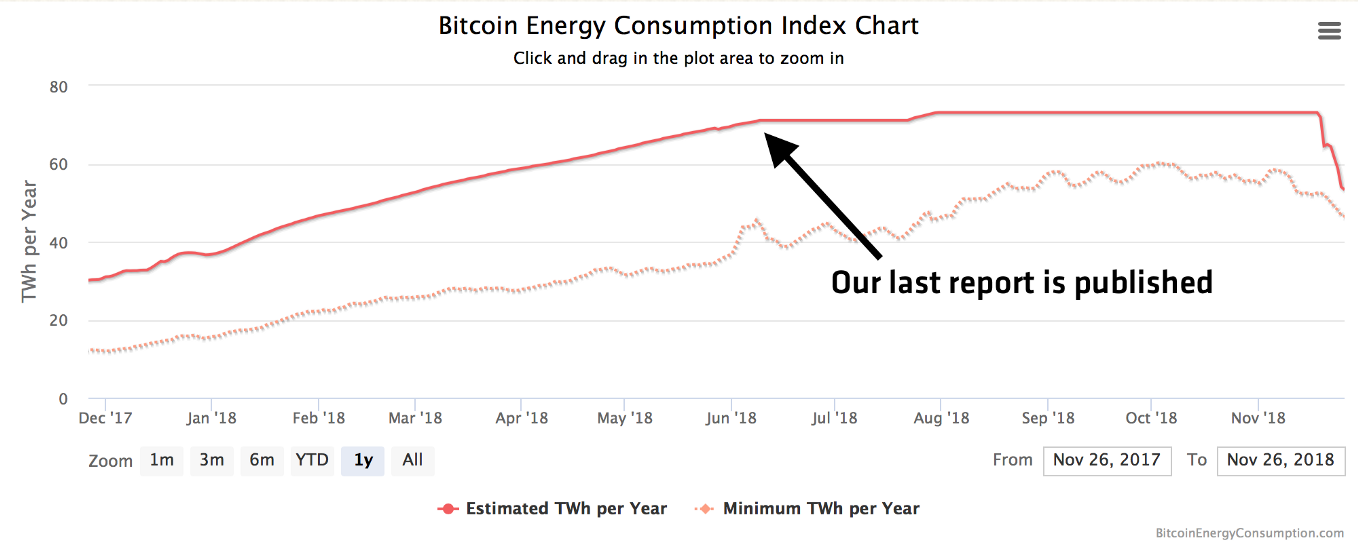 Bitcoin Energy Consumption Index Chart
Click and drag in the plot area to zoom in
TWh per Year
80
60
40
20
0
Our last report is published
Dec '17 Jan '18 Feb '18 Mar '18 Apr '18 May '18 Jun '18 Jul '18 Aug '18 Sep '18 Oct '18 Nov '18
Zoom 1m 3m 6m YTD 1y All From Nov 26, 2017 To Nov 26, 2018
Estimated TWh per Year Minimum TWh per Year
BitcoinEnergyConsumption.com